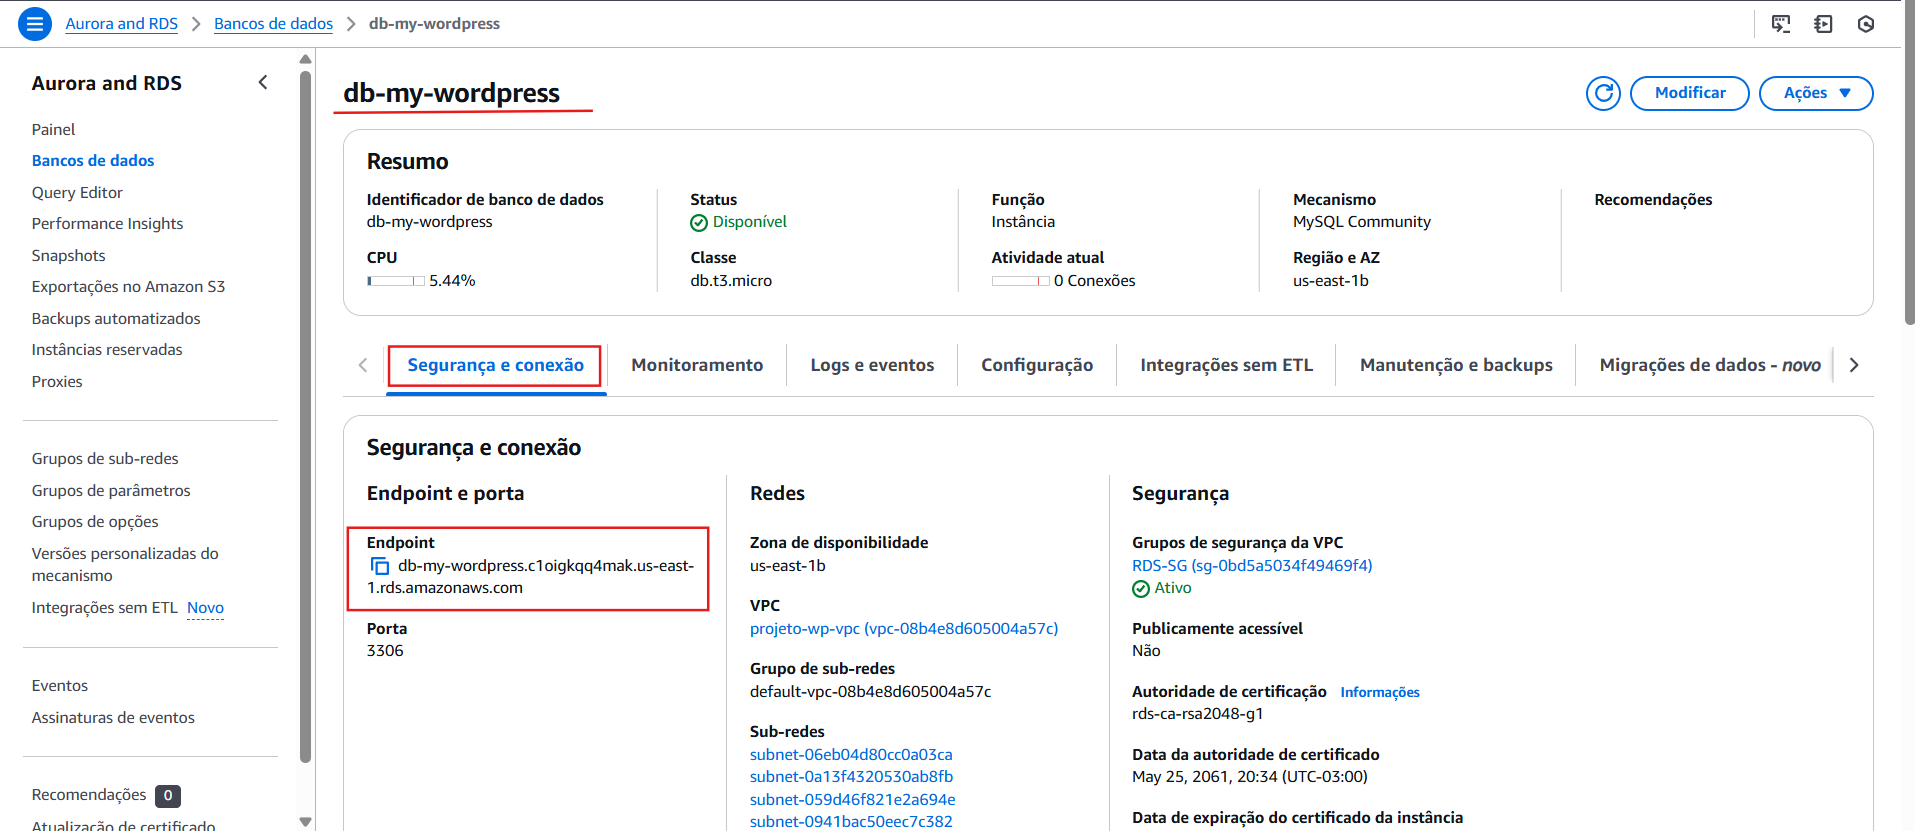 Aurora and RDS > Bancos de dados > db-my-wordpress
Aurora and RDS
Painel
Bancos de dados
Query Editor
Performance Insights
Snapshots
Exportações no Amazon S3
Backups automatizados
Instâncias reservadas
Proxies
Grupos de sub-redes
Grupos de parâmetros
Grupos de opções
Versões personalizadas do
mecanismo
Integrações sem ETL Novo
Eventos
Assinaturas de eventos
Recomendações 0
Atualização de certificado
db-my-wordpress
Modificar
Ações
Resumo
Identificador de banco de dados
db-my-wordpress
CPU
5.44%
Status
Disponível
Classe
db.t3.micro
Função
Instância
Atividade atual
0 Conexões
Mecanismo
MySQL Community
Região e AZ
us-east-1b
Recomendações
Segurança e conexão
Monitoramento
Logs e eventos
Configuração
Integrações sem ETL
Manutenção e backups
Migrações de dados - novo
Segurança e conexão
Endpoint e porta
Endpoint
db-my-wordpress.c1oigkqq4mak.us-east-
1.rds.amazonaws.com
Porta
3306
Redes
Zona de disponibilidade
us-east-1b
VPC
projeto-wp-vpc (vpc-08b4e8d605004a57c)
Grupo de sub-redes
default-vpc-08b4e8d605004a57c
Sub-redes
subnet-06eb04d80cc0a03ca
subnet-0a13f4320530ab8fb
subnet-059d46f821e2a694e
subnet-0941bac50eec7c382
Segurança
Grupos de segurança da VPC
RDS-SG (sg-0bd5a5034f49469f4)
Ativo
Publicamente acessível
Não
Autoridade de certificação Informações
rds-ca-rsa2048-g1
Data da autoridade de certificado
May 25, 2061, 20:34 (UTC-03:00)
Data de expiração do certificado da instância